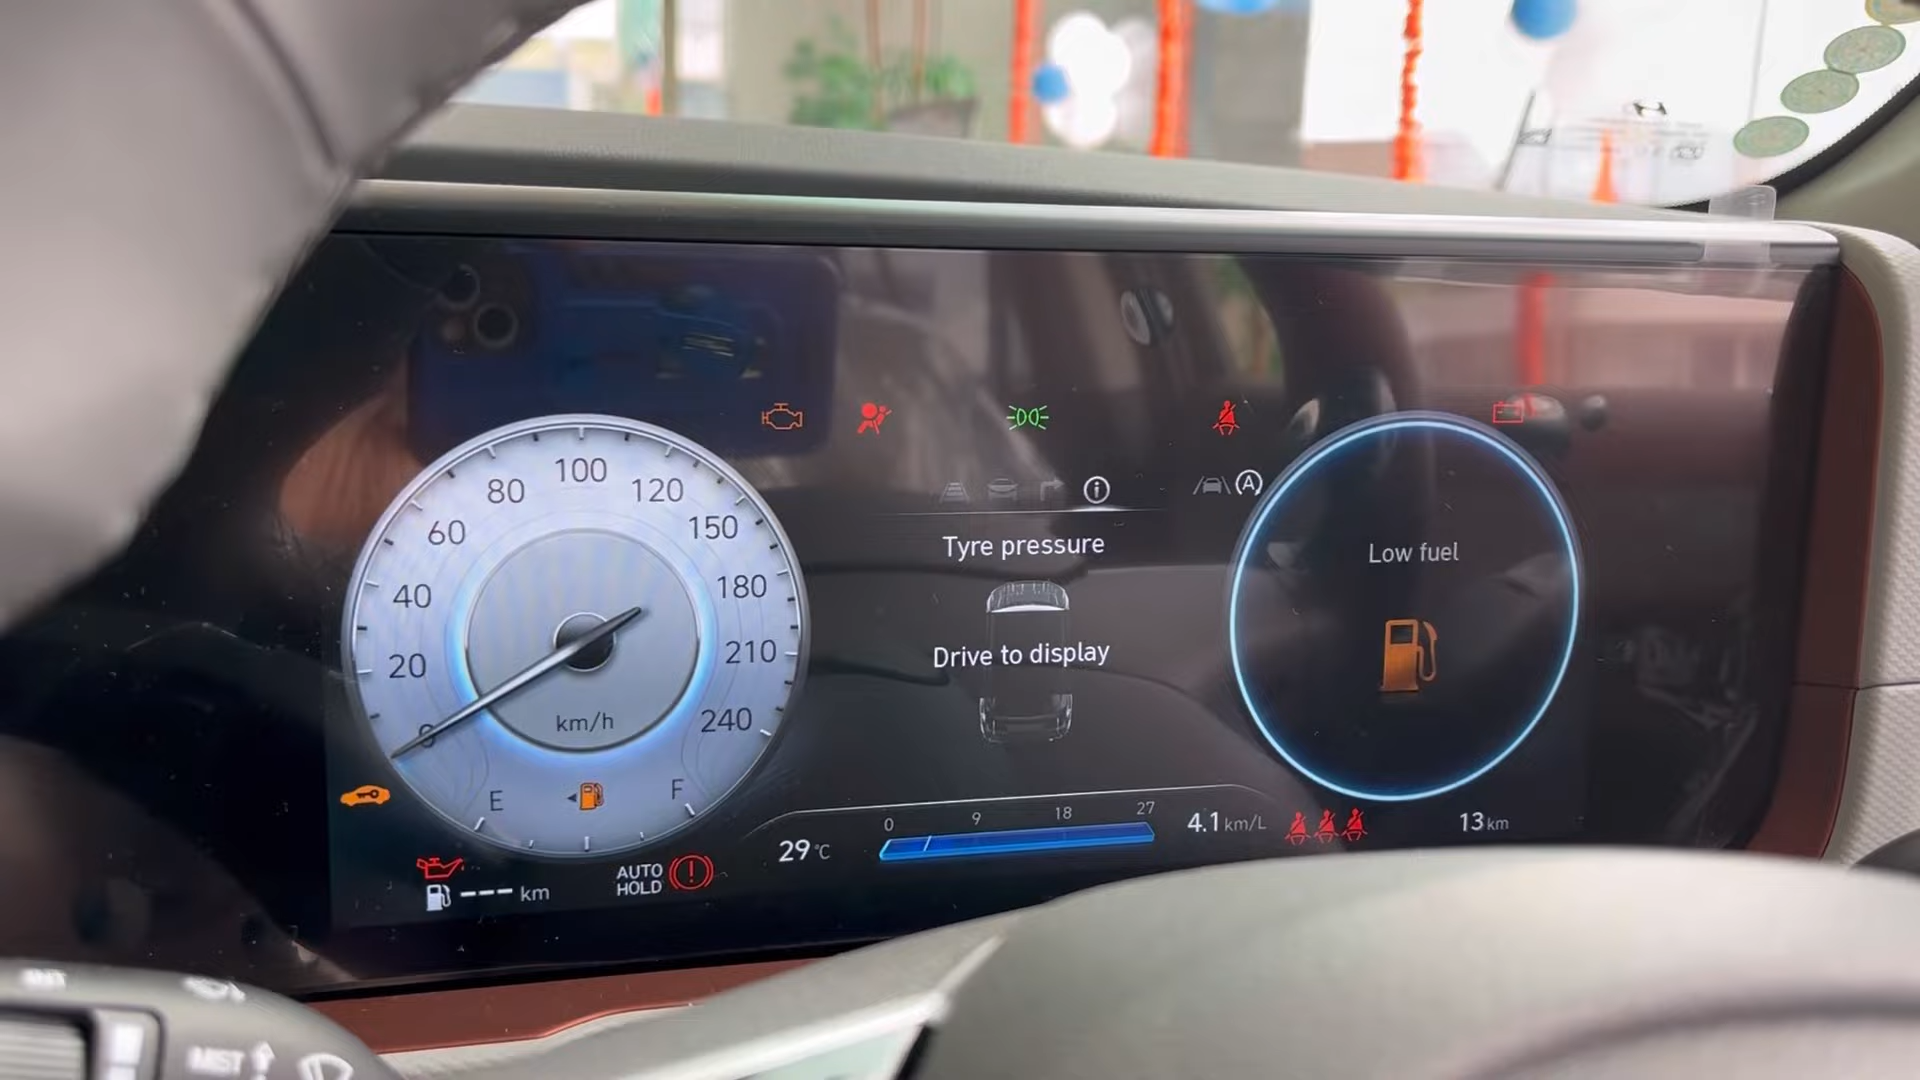 100
80
120
60
150
40
180
20
210
0
240
km/h
E
F
Tyre pressure
Drive to display
Low fuel
A
0 9 18 27
29 °C
4.1 km/L
13 km
--- km
AUTO
HOLD
MIST